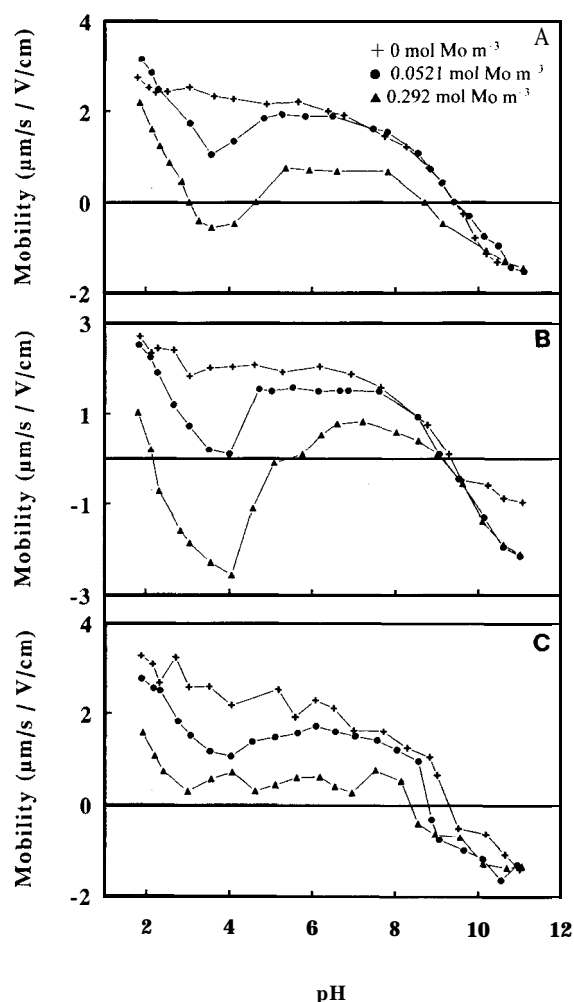 4
A
+ 0 mol Mo m⁻³
● 0.0521 mol Mo m⁻³
▲ 0.292 mol Mo m⁻³
2
0
-2
Mobility (µm/s / V/cm)
3
B
1
-1
-3
Mobility (µm/s / V/cm)
4
C
2
0
-2
Mobility (µm/s / V/cm)
2 4 6 8 10 12
pH